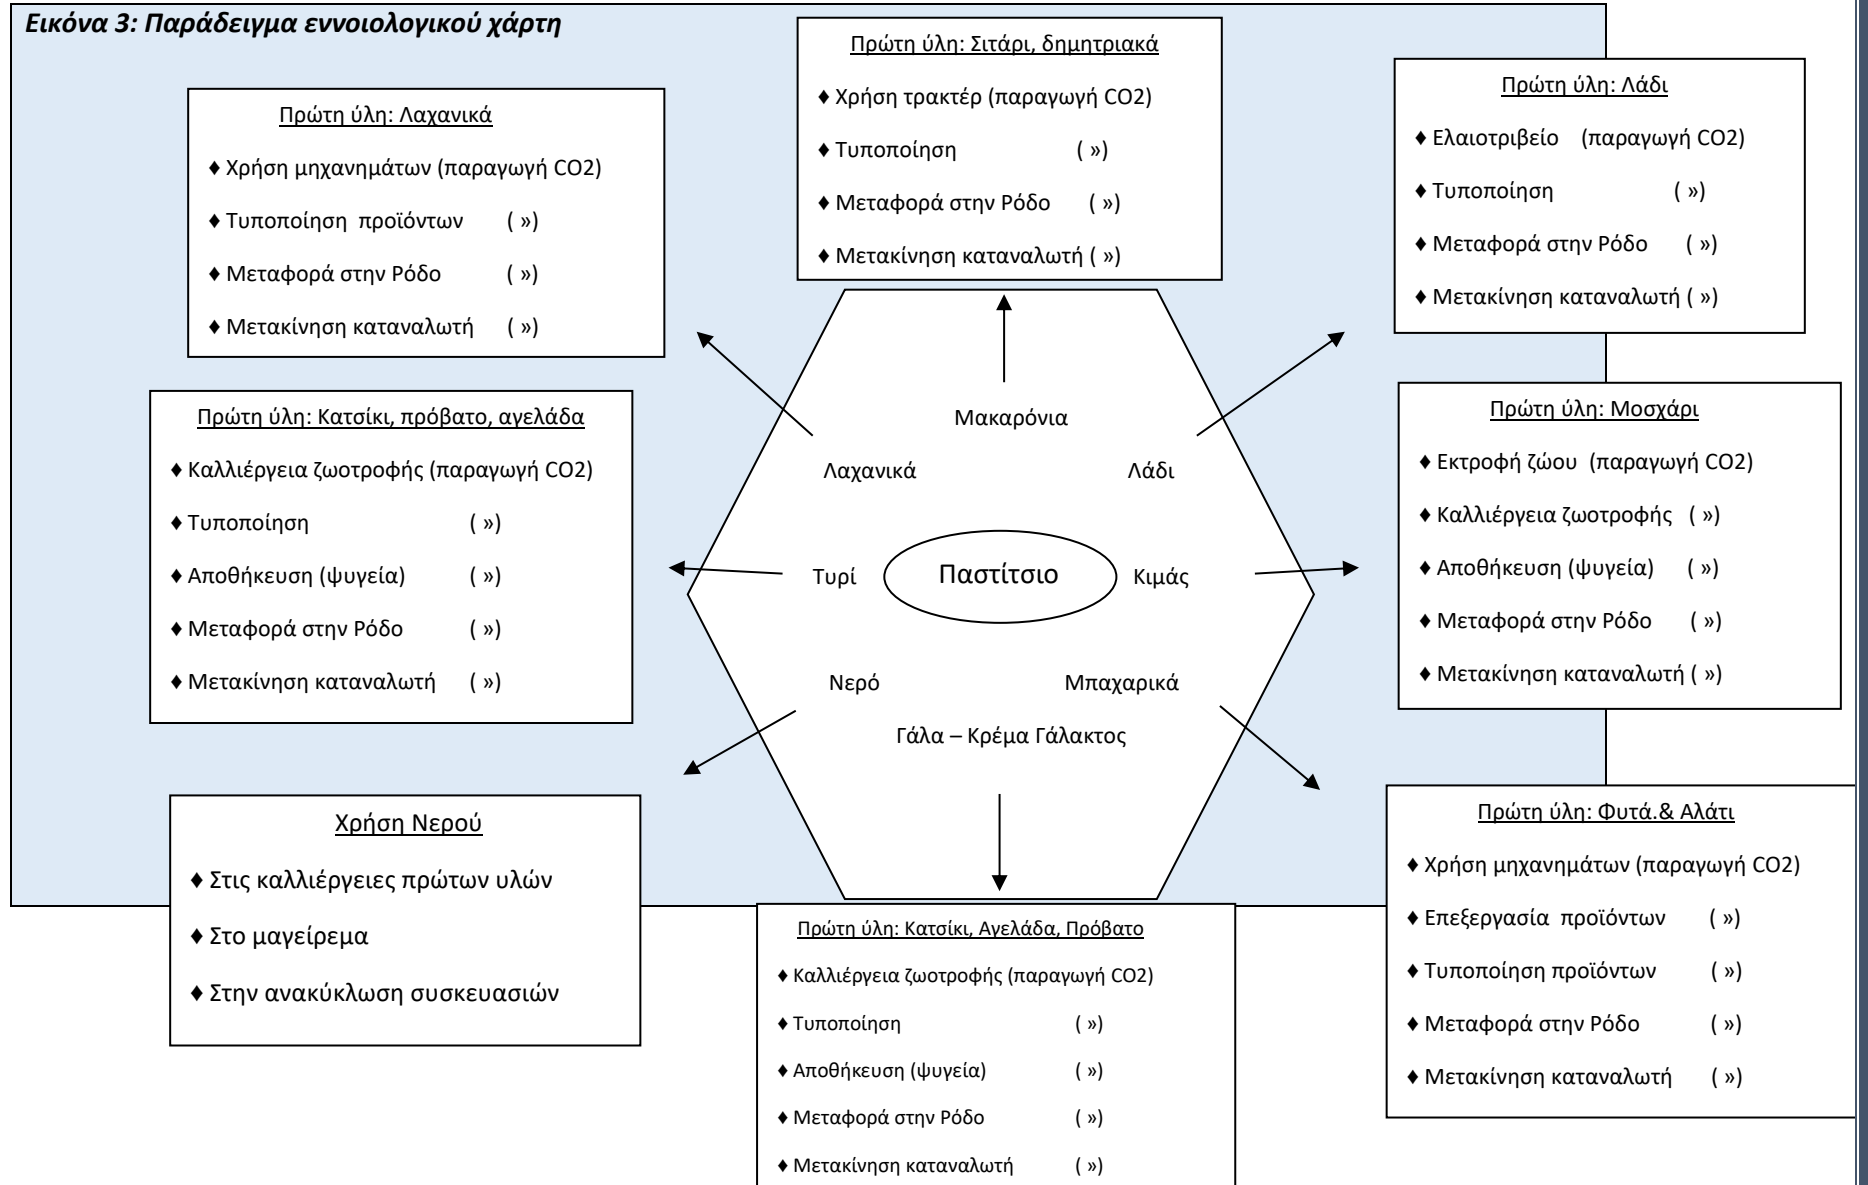 Εικόνα 3: Παράδειγμα εννοιολογικού χάρτη
Πρώτη ύλη: Λαχανικά
♦ Χρήση μηχανημάτων (παραγωγή CO2)
♦ Τυποποίηση προϊόντων ( »)
♦ Μεταφορά στην Ρόδο ( »)
♦ Μετακίνηση καταναλωτή ( »)
Πρώτη ύλη: Σιτάρι, δημητριακά
♦ Χρήση τρακτέρ (παραγωγή CO2)
♦ Τυποποίηση ( »)
♦ Μεταφορά στην Ρόδο ( »)
♦ Μετακίνηση καταναλωτή ( »)
Πρώτη ύλη: Λάδι
♦ Ελαιοτριβείο (παραγωγή CO2)
♦ Τυποποίηση ( »)
♦ Μεταφορά στην Ρόδο ( »)
♦ Μετακίνηση καταναλωτή ( »)
Πρώτη ύλη: Κατσίκι, πρόβατο, αγελάδα
♦ Καλλιέργεια ζωοτροφής (παραγωγή CO2)
♦ Τυποποίηση ( »)
♦ Αποθήκευση (ψυγεία) ( »)
♦ Μεταφορά στην Ρόδο ( »)
♦ Μετακίνηση καταναλωτή ( »)
Μακαρόνια
Λαχανικά
Λάδι
Τυρί
Παστίτσιο
Κιμάς
Νερό
Μπαχαρικά
Γάλα – Κρέμα Γάλακτος
Πρώτη ύλη: Μοσχάρι
♦ Εκτροφή ζώου (παραγωγή CO2)
♦ Καλλιέργεια ζωοτροφής ( »)
♦ Αποθήκευση (ψυγεία) ( »)
♦ Μεταφορά στην Ρόδο ( »)
♦ Μετακίνηση καταναλωτή ( »)
Χρήση Νερού
♦ Στις καλλιέργειες πρώτων υλών
♦ Στο μαγείρεμα
♦ Στην ανακύκλωση συσκευασιών
Πρώτη ύλη: Κατσίκι, Αγελάδα, Πρόβατο
♦ Καλλιέργεια ζωοτροφής (παραγωγή CO2)
♦ Τυποποίηση ( »)
♦ Αποθήκευση (ψυγεία) ( »)
♦ Μεταφορά στην Ρόδο ( »)
♦ Μετακίνηση καταναλωτή ( »)
Πρώτη ύλη: Φυτά.& Αλάτι
♦ Χρήση μηχανημάτων (παραγωγή CO2)
♦ Επεξεργασία προϊόντων ( »)
♦ Τυποποίηση προϊόντων ( »)
♦ Μεταφορά στην Ρόδο ( »)
♦ Μετακίνηση καταναλωτή ( »)